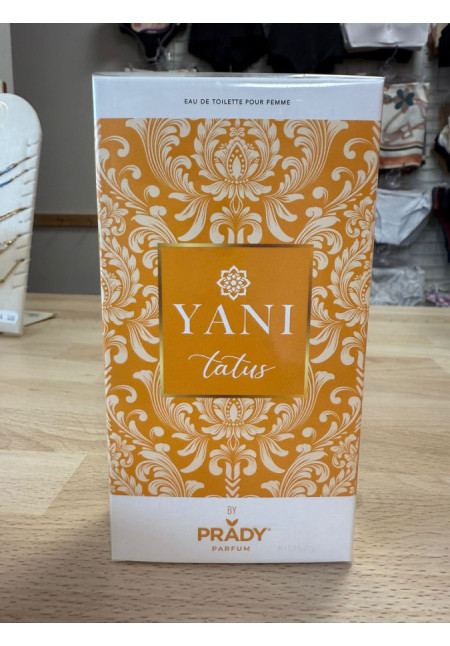 EAU DE TOILETTE POUR FEMME
YANI
tatus
BY
PRADY®
PARFUM